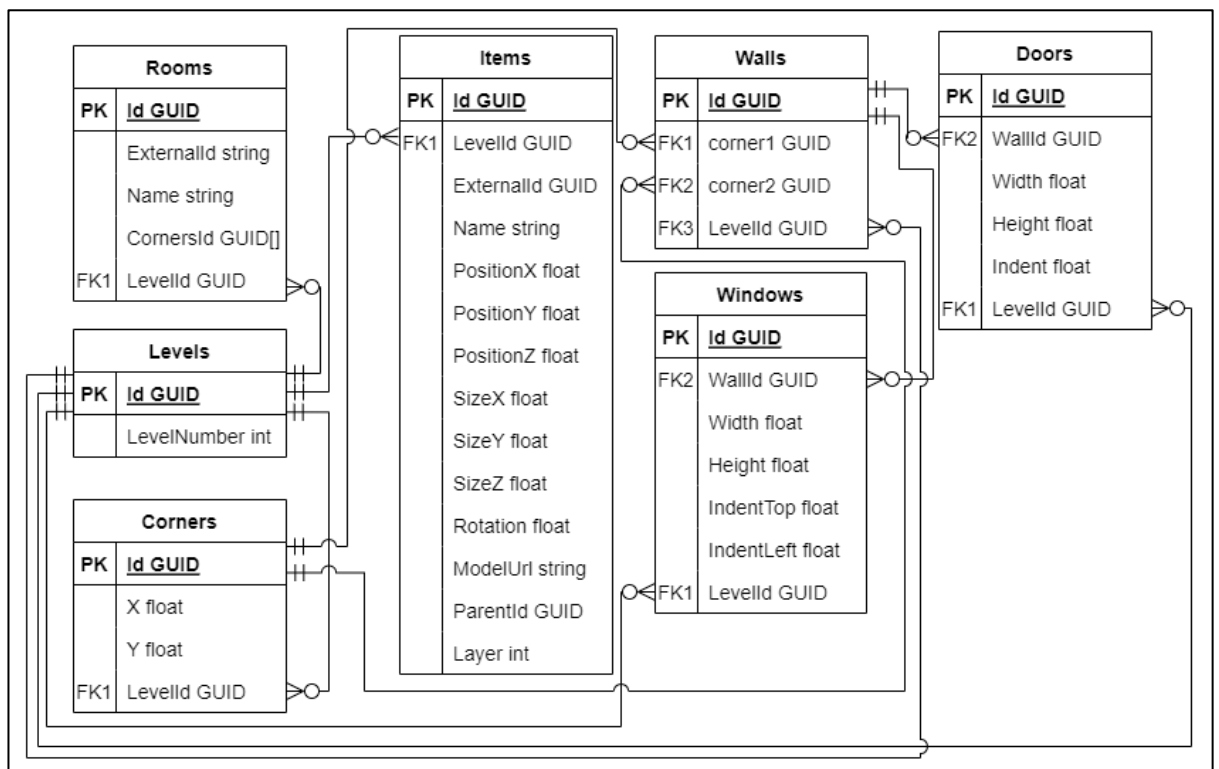 Rooms
PK Id GUID
ExternalId string
Name string
CornersId GUID[]
FK1 LevelId GUID
Levels
PK Id GUID
LevelNumber int
Corners
PK Id GUID
X float
Y float
FK1 LevelId GUID
Items
PK Id GUID
FK1 LevelId GUID
ExternalId GUID
Name string
PositionX float
PositionY float
PositionZ float
SizeX float
SizeY float
SizeZ float
Rotation float
ModelUrl string
ParentId GUID
Layer int
Walls
PK Id GUID
FK1 corner1 GUID
FK2 corner2 GUID
FK3 LevelId GUID
Windows
PK Id GUID
FK2 WallId GUID
Width float
Height float
IndentTop float
IndentLeft float
FK1 LevelId GUID
Doors
PK Id GUID
FK2 WallId GUID
Width float
Height float
Indent float
FK1 LevelId GUID